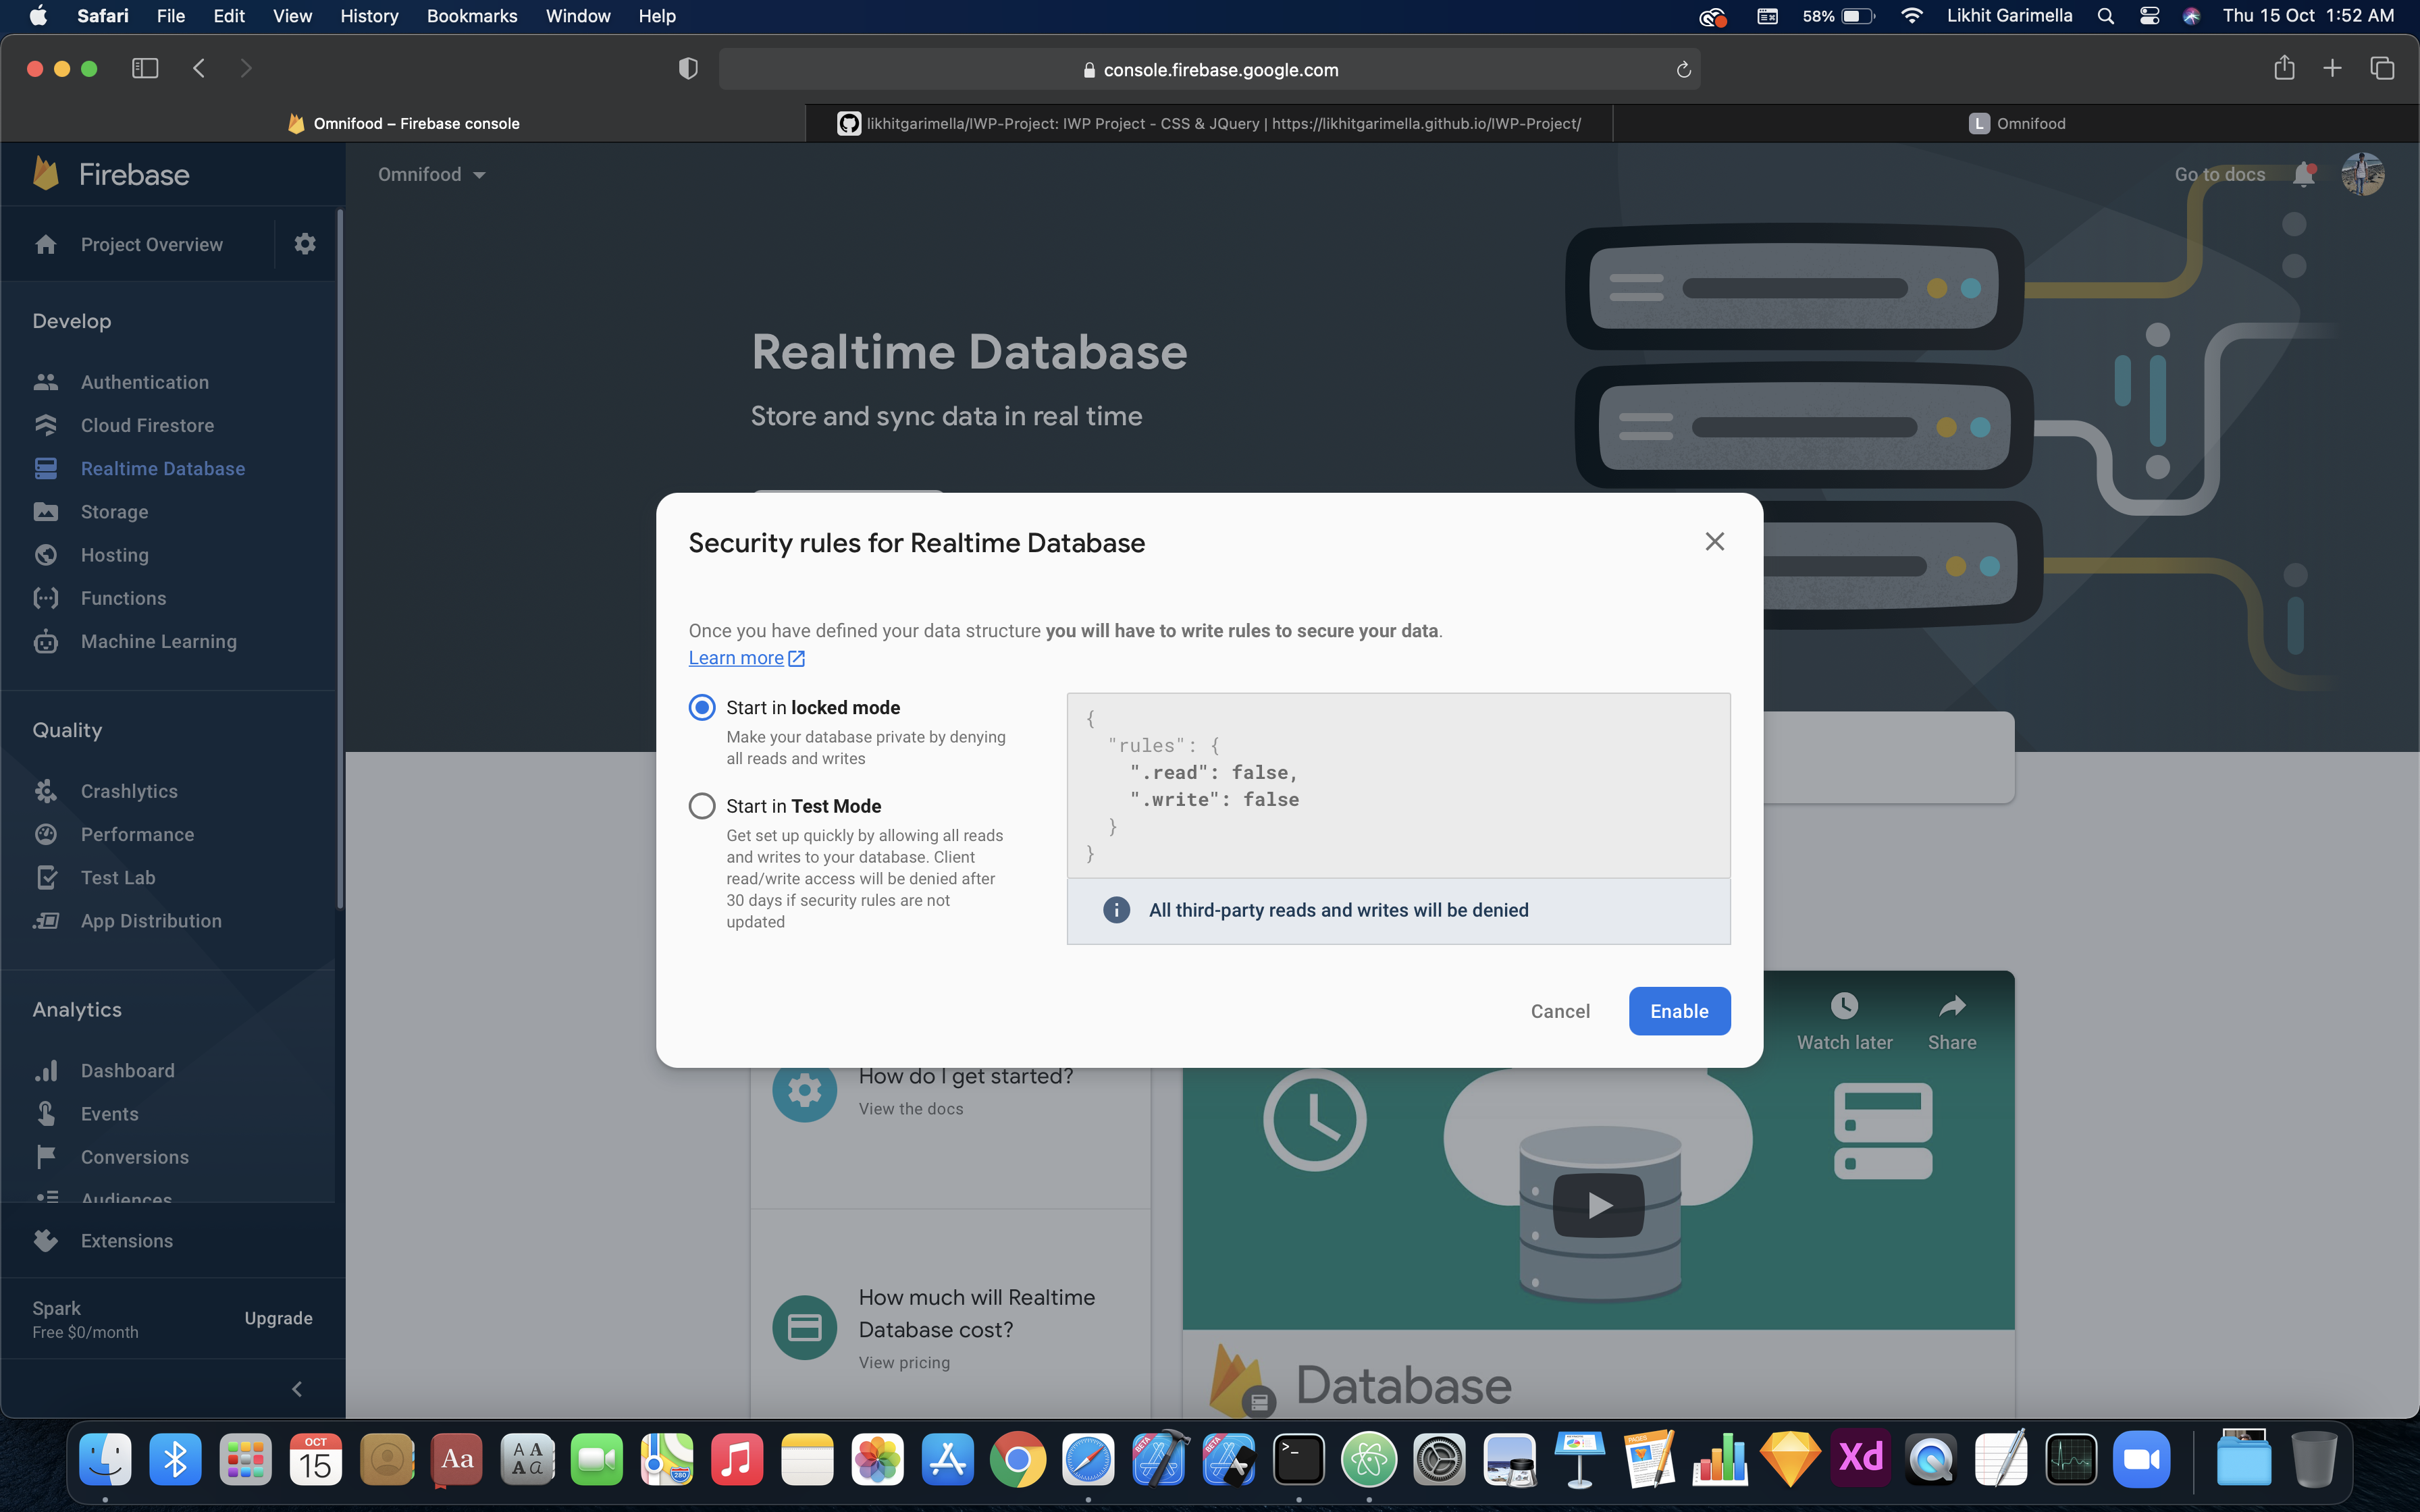 Safari File Edit View History Bookmarks Window Help 58% Likhit Garimella Thu 15 Oct 1:52 AM
console.firebase.google.com
Omnifood – Firebase console
likhitgarimella/IWP-Project: IWP Project - CSS & JQuery | https://likhitgarimella.github.io/IWP-Project/
L Omnifood
Firebase
Project Overview
Develop
Authentication
Cloud Firestore
Realtime Database
Storage
Hosting
Functions
Machine Learning
Quality
Crashlytics
Performance
Test Lab
App Distribution
Analytics
Dashboard
Events
Conversions
Audiences
Extensions
Spark
Free $0/month
Upgrade
Omnifood
Go to docs
Realtime Database
Store and sync data in real time
Security rules for Realtime Database
Once you have defined your data structure you will have to write rules to secure your data.
Learn more
Start in locked mode
Make your database private by denying
all reads and writes
Start in Test Mode
Get set up quickly by allowing all reads
and writes to your database. Client
read/write access will be denied after
30 days if security rules are not
updated
{
"rules": {
".read": false,
".write": false
}
}
All third-party reads and writes will be denied
Cancel
Enable
How do I get started?
View the docs
How much will Realtime
Database cost?
View pricing
Watch later
Share
Database
OCT
15
Aa
A A
A a
280
BETA
BETA
>_
PAGES
Xd